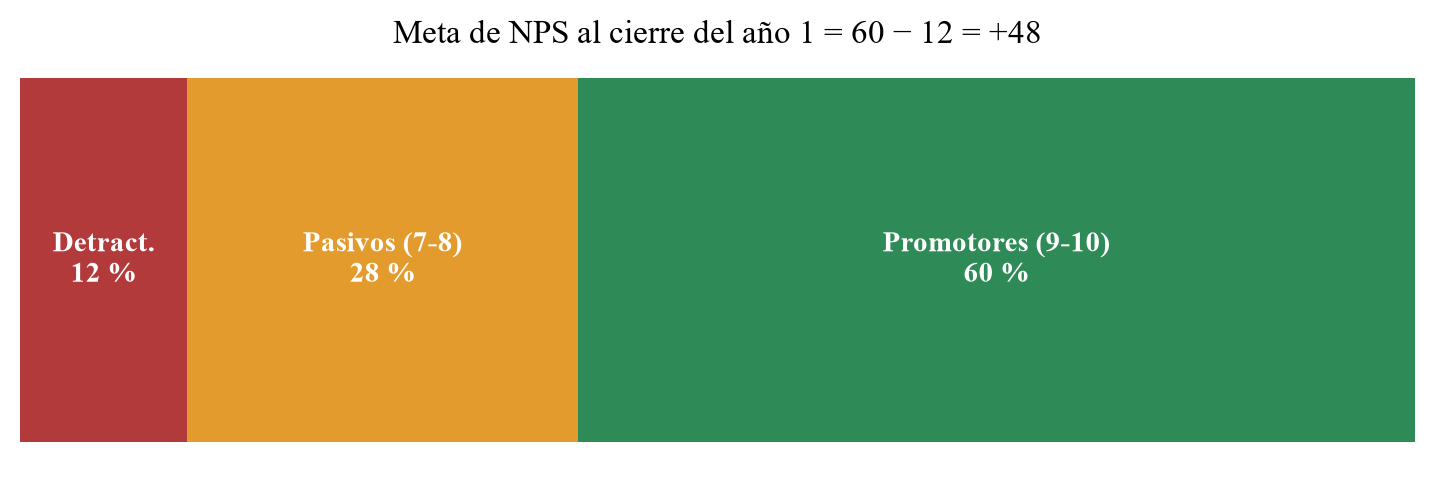 Meta de NPS al cierre del año 1 = 60 − 12 = +48
Detract.
12 %
Pasivos (7-8)
28 %
Promotores (9-10)
60 %